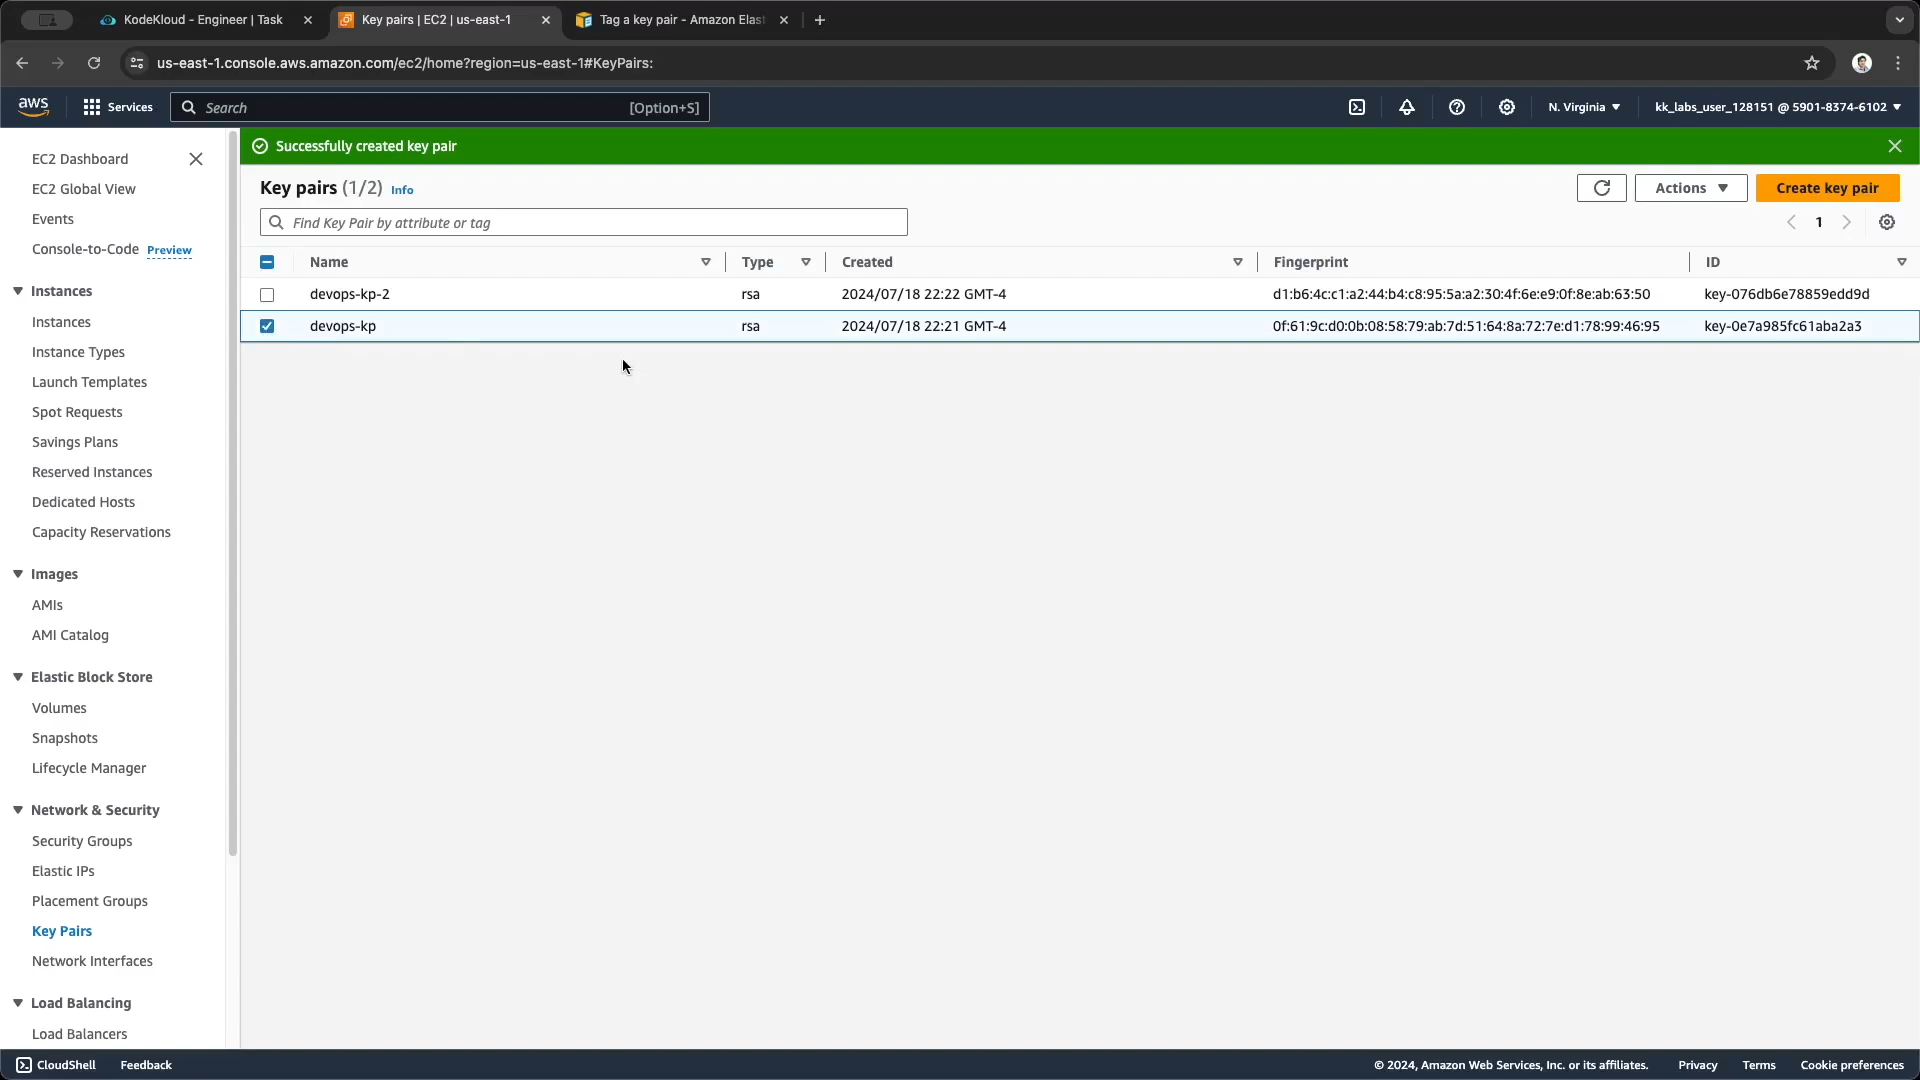 KodeKloud - Engineer | Task
Key pairs | EC2 | us-east-1
Tag a key pair - Amazon Elas
us-east-1.console.aws.amazon.com/ec2/home?region=us-east-1#KeyPairs:
aws
Services
Search
[Option+S]
N. Virginia
kk_labs_user_128151 @ 5901-8374-6102
EC2 Dashboard
EC2 Global View
Events
Console-to-Code Preview
Instances
Instances
Instance Types
Launch Templates
Spot Requests
Savings Plans
Reserved Instances
Dedicated Hosts
Capacity Reservations
Images
AMIs
AMI Catalog
Elastic Block Store
Volumes
Snapshots
Lifecycle Manager
Network & Security
Security Groups
Elastic IPs
Placement Groups
Key Pairs
Network Interfaces
Load Balancing
Load Balancers
Successfully created key pair
Key pairs (1/2) Info
Actions
Create key pair
Find Key Pair by attribute or tag
1
Name Type Created Fingerprint ID
devops-kp-2 rsa 2024/07/18 22:22 GMT-4 d1:b6:4c:c1:a2:44:b4:c8:95:5a:a2:30:4f:6e:e9:0f:8e:ab:63:50 key-076db6e78859edd9d
devops-kp rsa 2024/07/18 22:21 GMT-4 0f:61:9c:d0:0b:08:58:79:ab:7d:51:64:8a:72:7e:d1:78:99:46:95 key-0e7a985fc61aba2a3
CloudShell
Feedback
© 2024, Amazon Web Services, Inc. or its affiliates.
Privacy
Terms
Cookie preferences